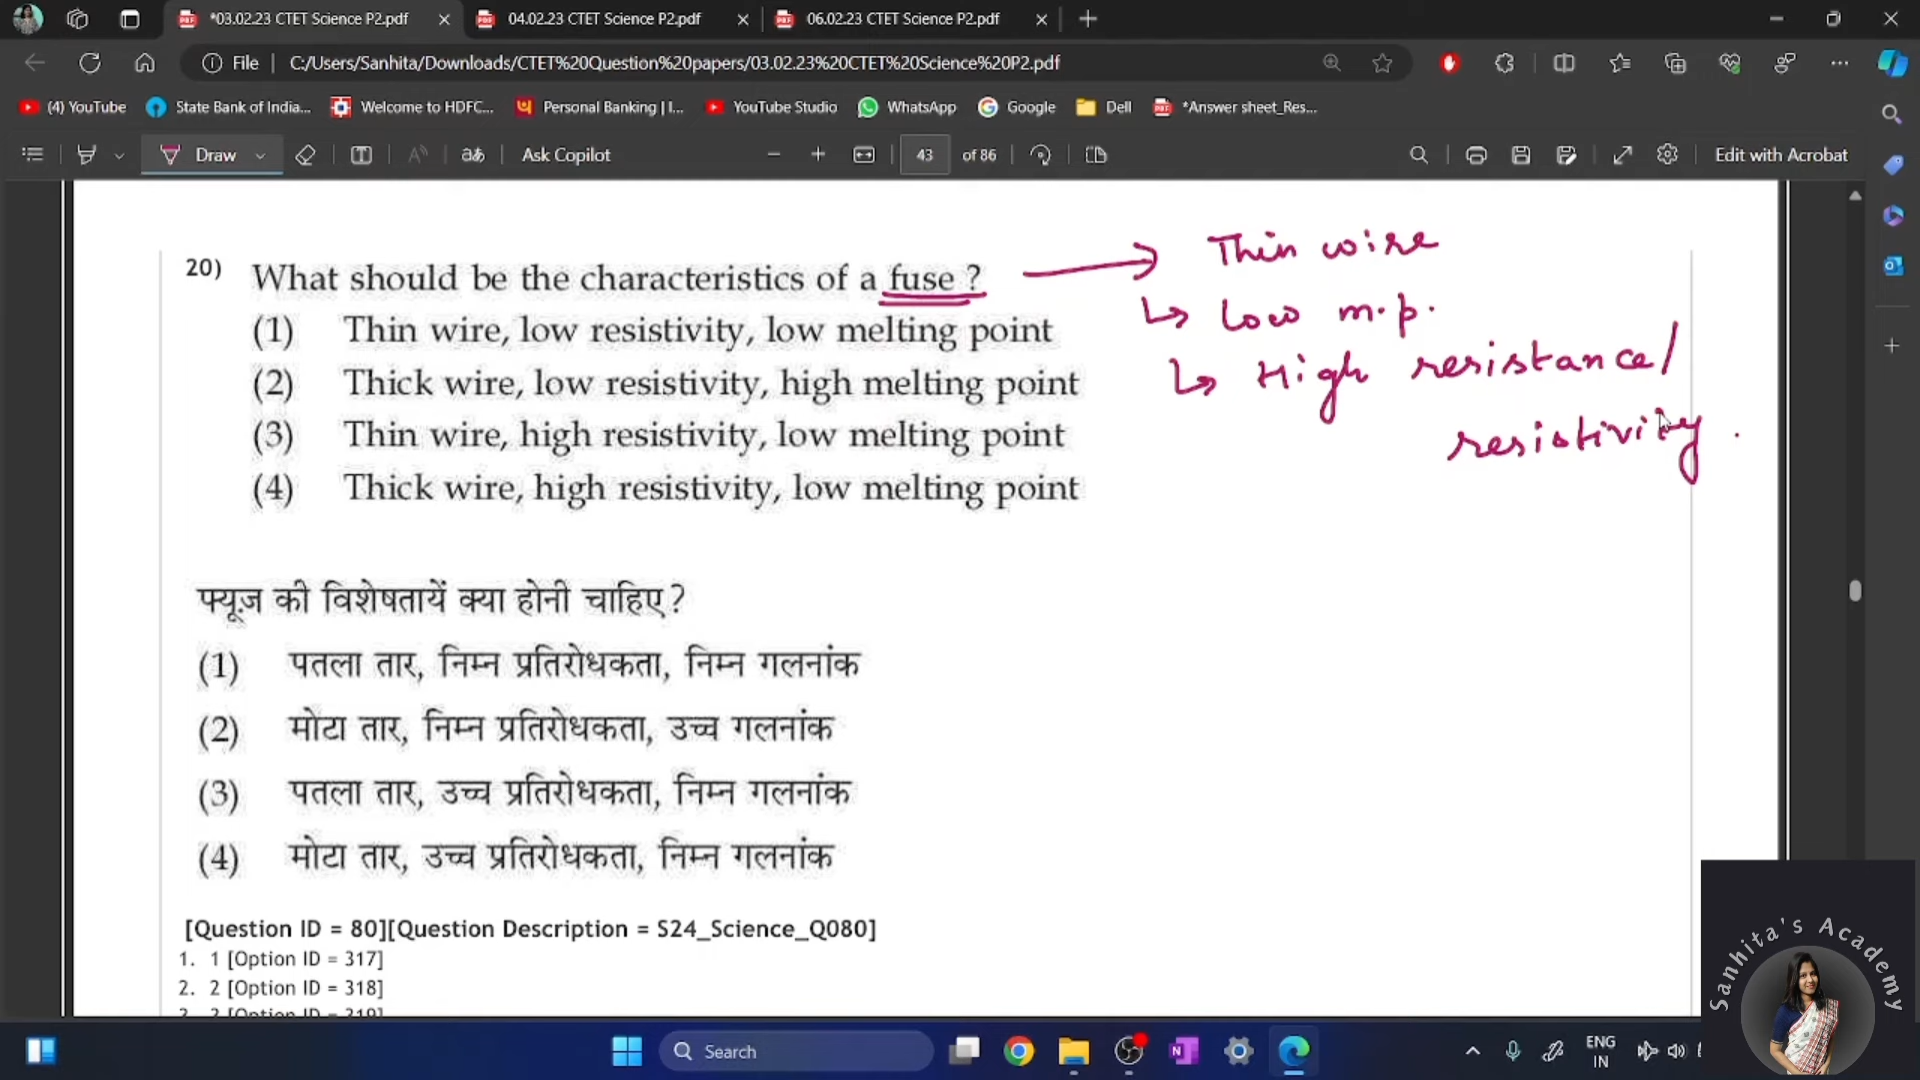 *03.02.23 CTET Science P2.pdf
04.02.23 CTET Science P2.pdf
06.02.23 CTET Science P2.pdf
File
C:/Users/Sanhita/Downloads/CTET%20Question%20papers/03.02.23%20CTET%20Science%20P2.pdf
(4) YouTube
State Bank of India...
Welcome to HDFC...
Personal Banking | I...
YouTube Studio
WhatsApp
Google
Dell
*Answer sheet_Res...
Draw
aあ
Ask Copilot
43
of 86
Edit with Acrobat
20) What should be the characteristics of a fuse ?
(1) Thin wire, low resistivity, low melting point
(2) Thick wire, low resistivity, high melting point
(3) Thin wire, high resistivity, low melting point
(4) Thick wire, high resistivity, low melting point
Thin wire
Low m.p.
High resistance/
resistivity.
फ्यूज़ की विशेषतायें क्या होनी चाहिए?
(1) पतला तार, निम्न प्रतिरोधकता, निम्न गलनांक
(2) मोटा तार, निम्न प्रतिरोधकता, उच्च गलनांक
(3) पतला तार, उच्च प्रतिरोधकता, निम्न गलनांक
(4) मोटा तार, उच्च प्रतिरोधकता, निम्न गलनांक
[Question ID = 80][Question Description = S24_Science_Q080]
1. 1 [Option ID = 317]
2. 2 [Option ID = 318]
3. 3 [Option ID = 319]
Sanhita's Academy
Search
ENG
IN